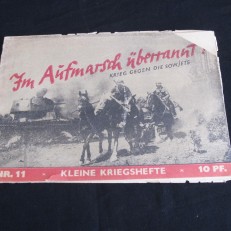 Im Aufmarsch überrannt!
KRIEG GEGEN DIE SOWJETS
NR. 11 • KLEINE KRIEGSHEFTE • 10 PF.